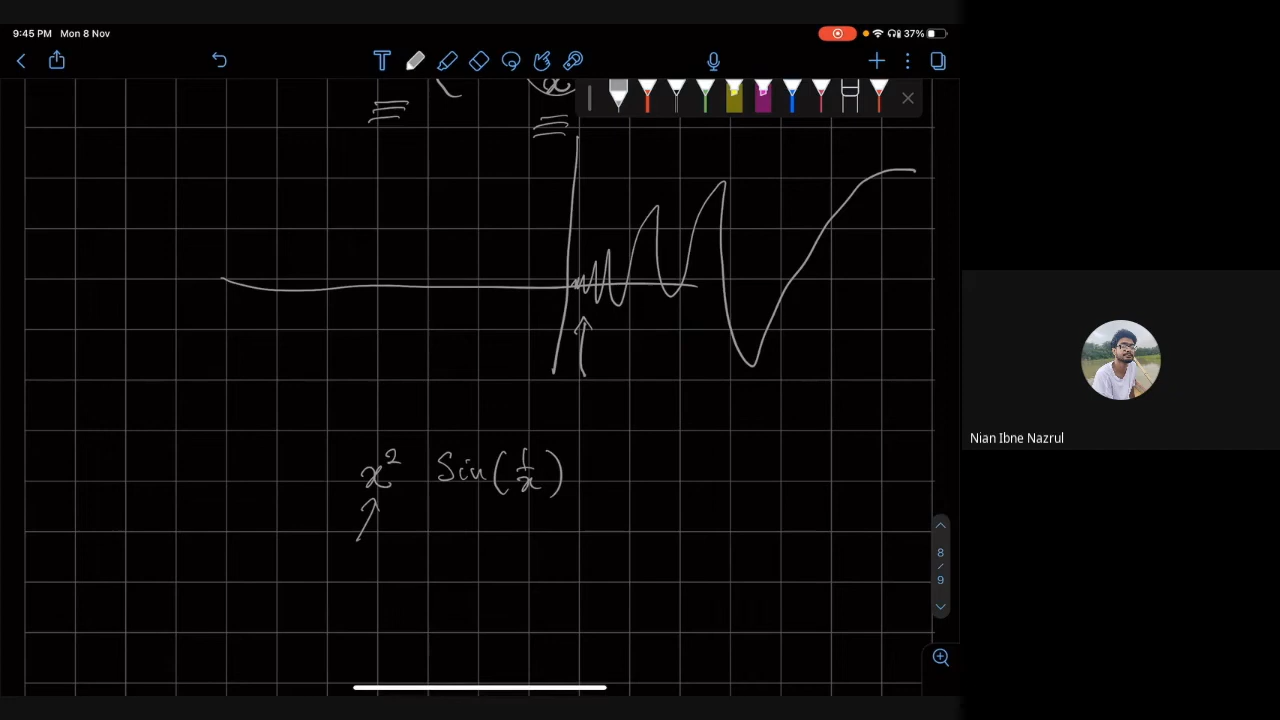 9:45 PM Mon 8 Nov
37%
T
x² Sin(1/x)
8
/
9
Nian Ibne Nazrul